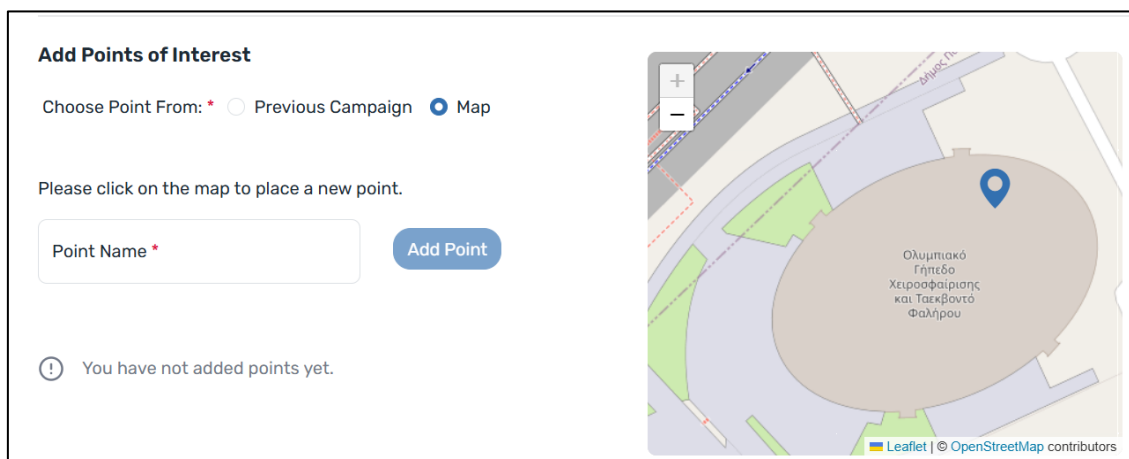 Add Points of Interest
Choose Point From: * Previous Campaign Map
Please click on the map to place a new point.
Point Name *
Add Point
You have not added points yet.
+
−
Δήμος Πα
Ολυμπιακό
Γήπεδο
Χειροσφαίρισης
και Ταεκβοντό
Φαλήρου
Leaflet | © OpenStreetMap contributors